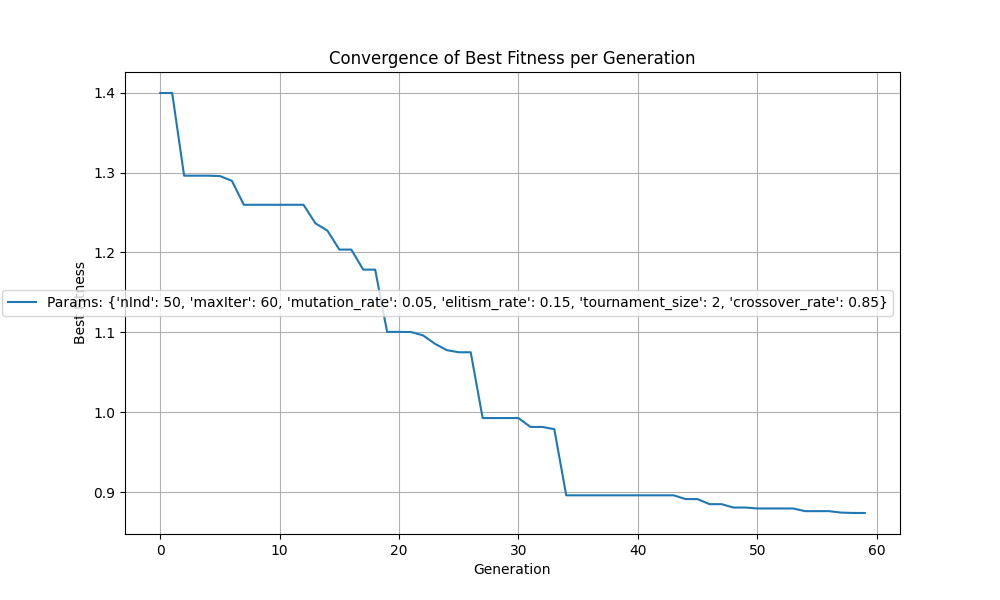 Convergence of Best Fitness per Generation
1.4
1.3
1.2
1.1
1.0
0.9
Params: {'nInd': 50, 'maxIter': 60, 'mutation_rate': 0.05, 'elitism_rate': 0.15, 'tournament_size': 2, 'crossover_rate': 0.85}
Best Fitness
0 10 20 30 40 50 60
Generation